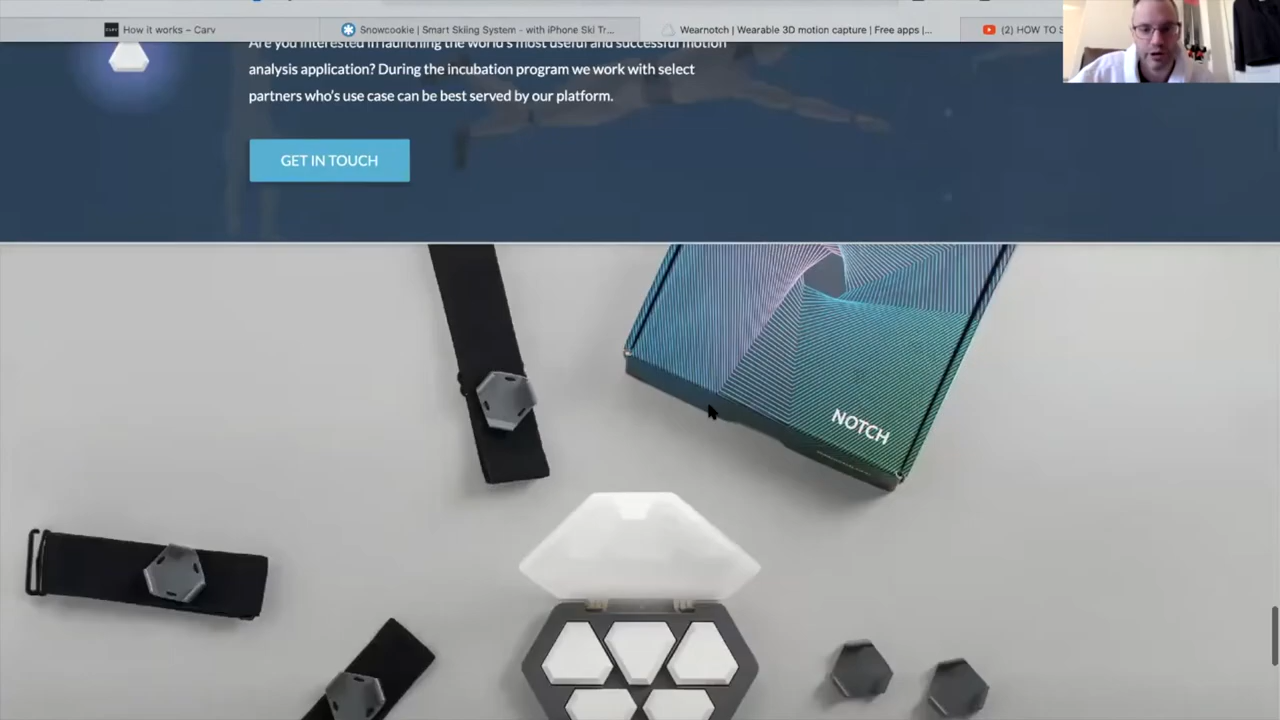 How it works – Carv
Snowcookie | Smart Skiing System - with iPhone Ski Tr...
Wearnotch | Wearable 3D motion capture | Free apps |...
(2) HOW TO S
Are you interested in launching the world's most useful and successful motion
analysis application? During the incubation program we work with select
partners who's use case can be best served by our platform.
GET IN TOUCH
NOTCH